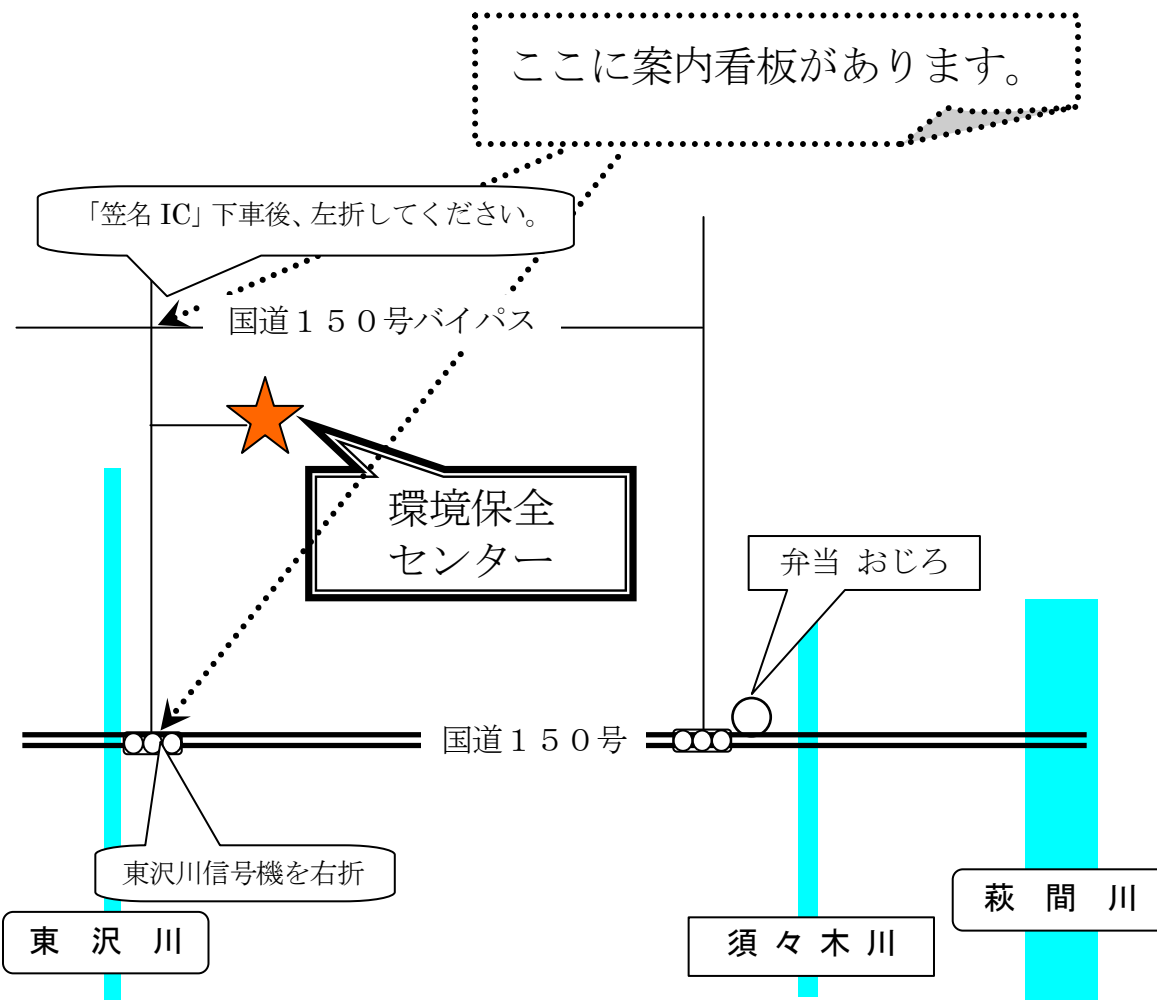 ここに案内看板があります。
「笠名 IC」下車後、左折してください。
国道１５０号バイパス
環境保全
センター
弁当 おじろ
国道１５０号
東沢川信号機を右折
萩 間 川
東 沢 川
須 々 木 川